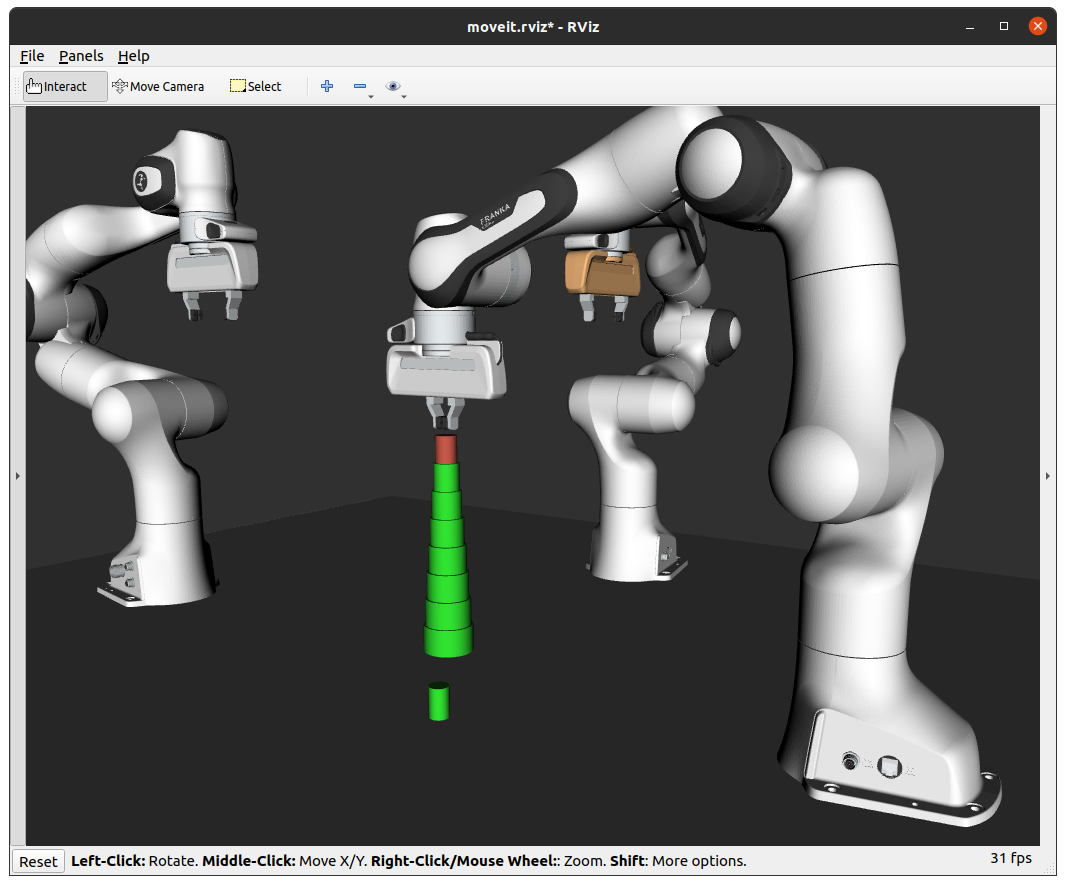 moveit.rviz* - RViz
File Panels Help
Interact Move Camera Select
FRANKA
Reset Left-Click: Rotate. Middle-Click: Move X/Y. Right-Click/Mouse Wheel:: Zoom. Shift: More options. 31 fps